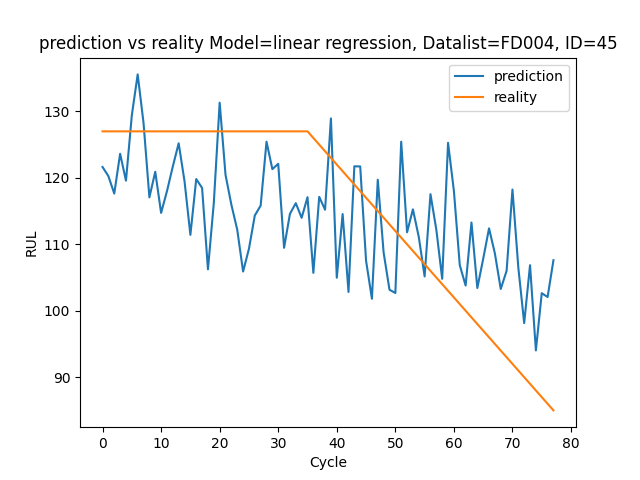 prediction vs reality Model=linear regression, Datalist=FD004, ID=45
prediction
reality
130
120
110
100
90
RUL
0 10 20 30 40 50 60 70 80
Cycle